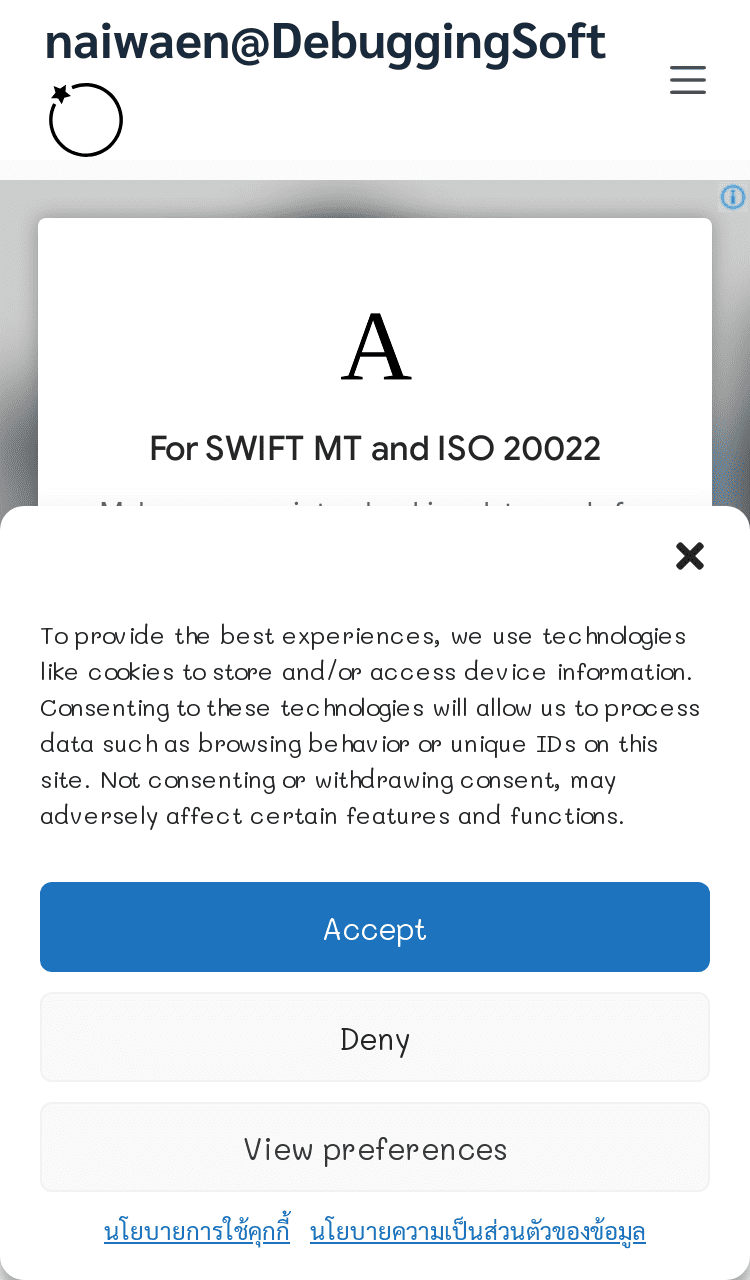 naiwaen@DebuggingSoft
A
For SWIFT MT and ISO 20022
To provide the best experiences, we use technologies
like cookies to store and/or access device information.
Consenting to these technologies will allow us to process
data such as browsing behavior or unique IDs on this
site. Not consenting or withdrawing consent, may
adversely affect certain features and functions.
Accept
Deny
View preferences
นโยบายการใช้คุกกี้ นโยบายความเป็นส่วนตัวของข้อมูล